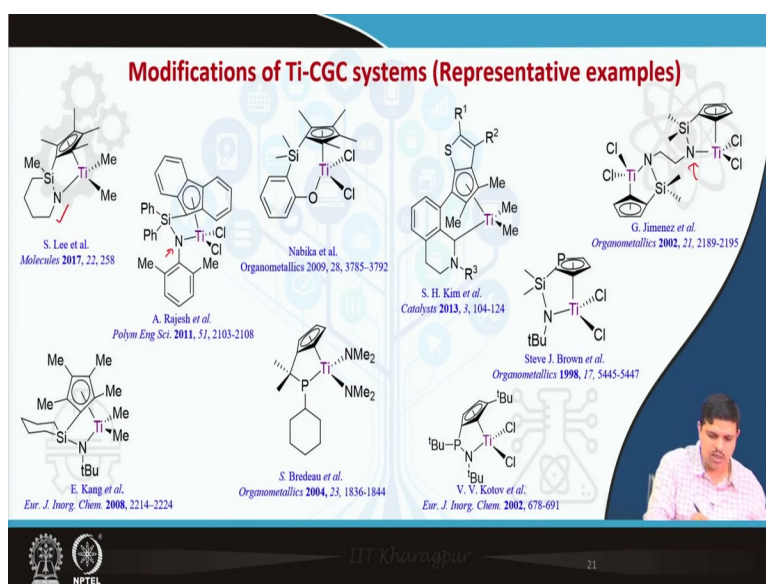 Modifications of Ti-CGC systems (Representative examples)
Me
Si
N
Ti
Me
Me
S. Lee et al.
Molecules 2017, 22, 258
Ph
Si
Ph
N
Ti
Cl
Cl
Me
Me
A. Rajesh et al.
Polym Eng Sci. 2011, 51, 2103-2108
Si
Ti
Cl
Cl
O
Nabika et al.
Organometallics 2009, 28, 3785–3792
R1
R2
S
Me
Me
Ti
Me
Me
N
R3
S. H. Kim et al.
Catalysts 2013, 3, 104-124
Si
Cl
N
N
Ti
Cl
Cl
Cl
Ti
Si
G. Jimenez et al.
Organometallics 2002, 21, 2189-2195
P
Si
Ti
Cl
N
Cl
tBu
Steve J. Brown et al.
Organometallics 1998, 17, 5445-5447
Me
Me
Me
Me
Ti
Me
Me
Si
N
tBu
E. Kang et al.
Eur. J. Inorg. Chem. 2008, 2214–2224
Ti
NMe2
NMe2
P
S. Bredeau et al.
Organometallics 2004, 23, 1836-1844
tBu
tBu
P
Ti
Cl
N
Cl
tBu
V. V. Kotov et al.
Eur. J. Inorg. Chem. 2002, 678-691
NPTEL
IIT Kharagpur
21